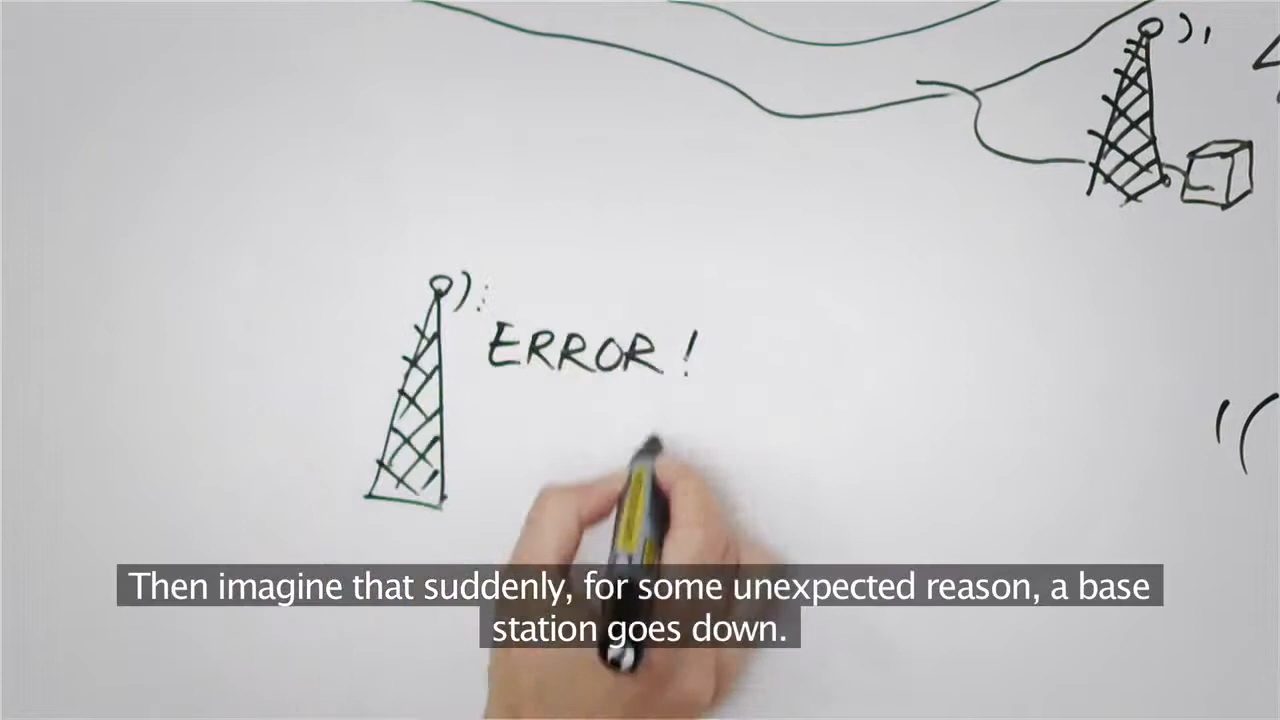 ERROR!
Then imagine that suddenly, for some unexpected reason, a base
station goes down.